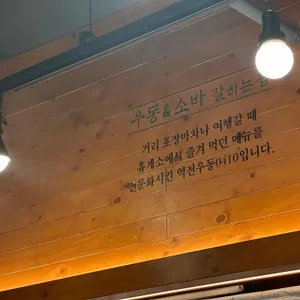 우동&소바 잘하는집
거리 포장마차나 여행갈 때
휴게소에서 즐겨 먹던 메뉴를
전문화시킨 역전우동0410입니다.